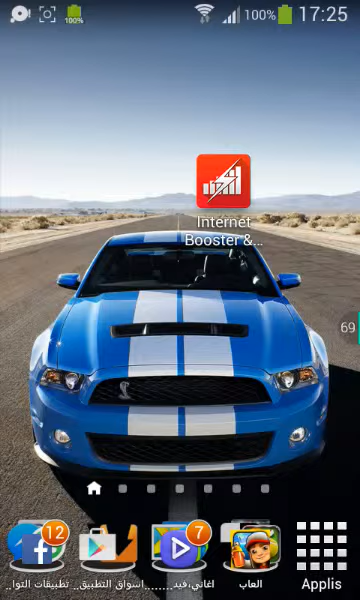 100%
100%
17:25
Internet
Booster &...
69
12
7
..تطبيقات التوا
..اسواق التطبيق
........اغاني،فيد
العاب
Applis